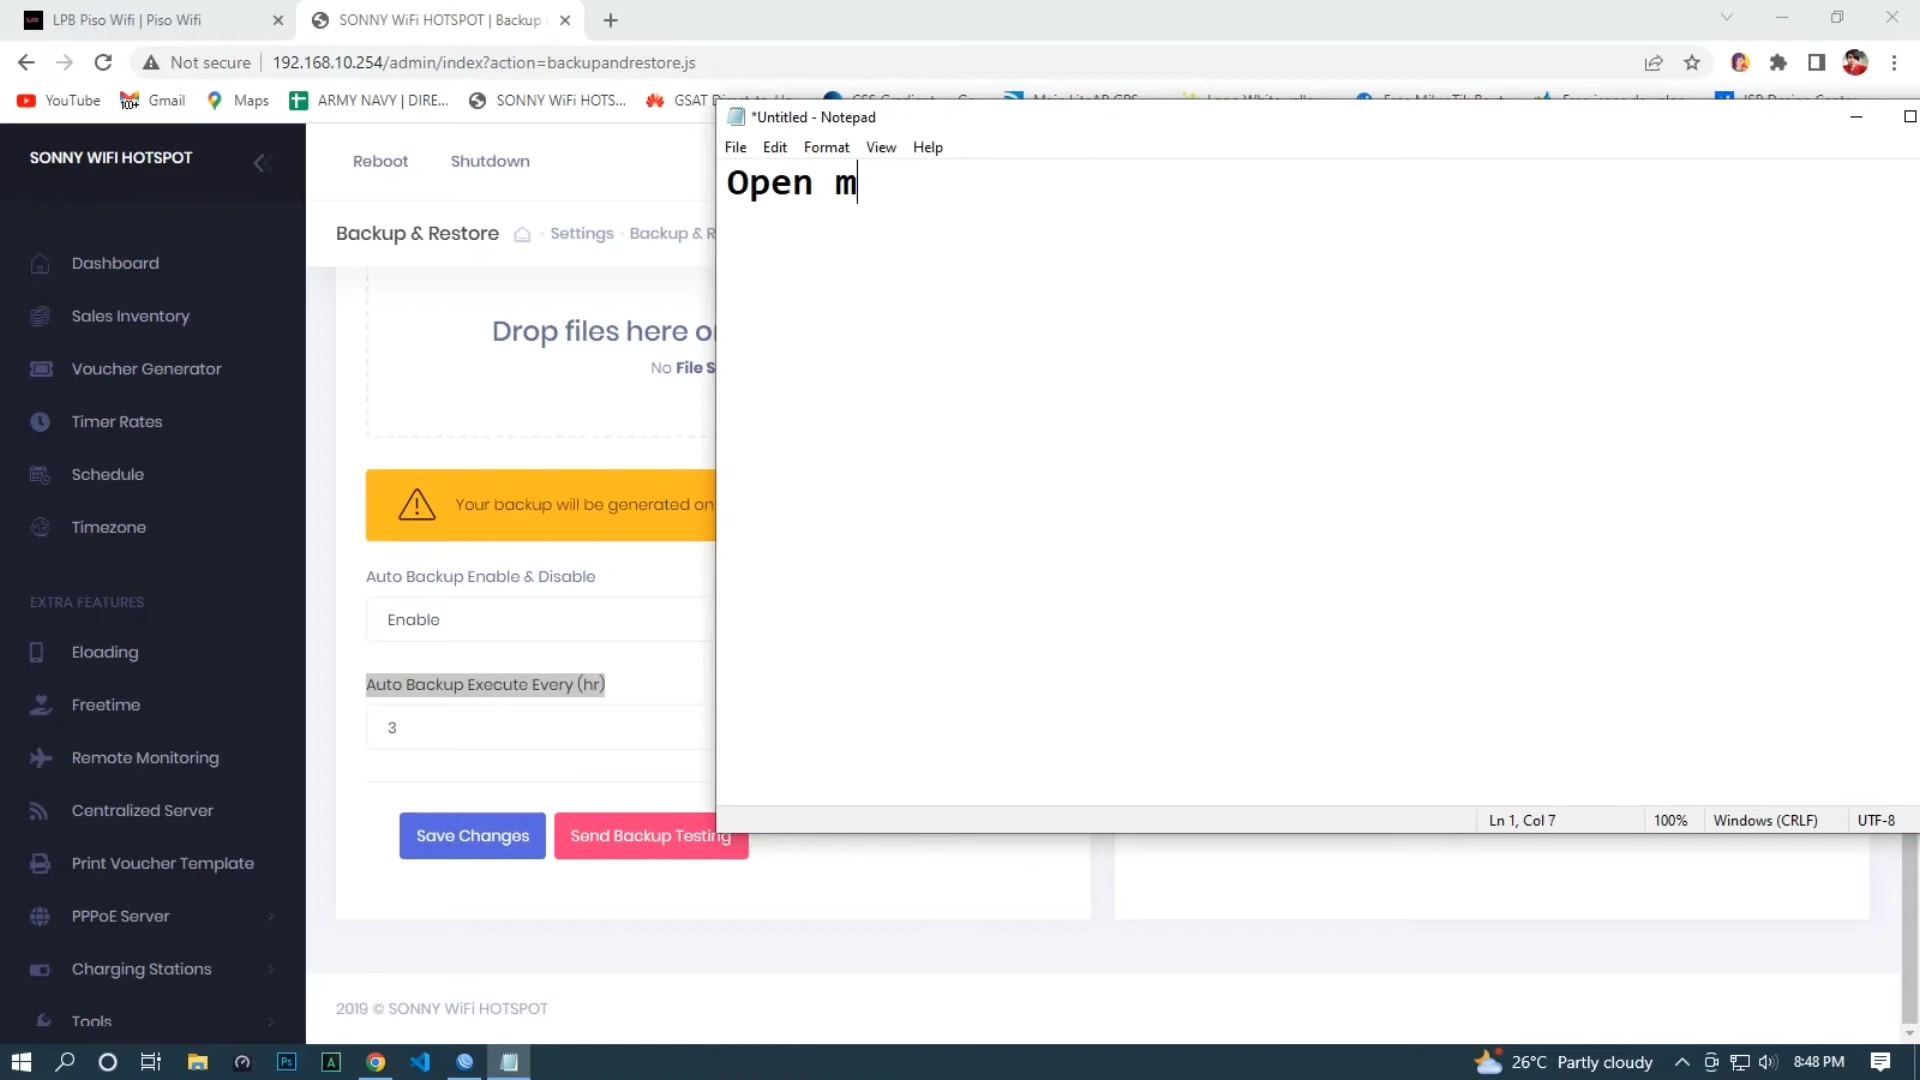 LPB Piso Wifi | Piso Wifi
SONNY WiFi HOTSPOT | Backup
Not secure
192.168.10.254/admin/index?action=backupandrestore.js
YouTube
100+
Gmail
Maps
ARMY NAVY | DIRE...
SONNY WiFi HOTS...
GSAT
*Untitled - Notepad
File Edit Format View Help
Open m
SONNY WIFI HOTSPOT
Reboot
Shutdown
Backup & Restore
Settings
Backup & R
Dashboard
Sales Inventory
Voucher Generator
Timer Rates
Schedule
Timezone
EXTRA FEATURES
Eloading
Freetime
Remote Monitoring
Centralized Server
Print Voucher Template
PPPoE Server
Charging Stations
Tools
Drop files here or
No File S
Your backup will be generated on
Auto Backup Enable & Disable
Enable
Auto Backup Execute Every (hr)
3
Save Changes
Send Backup Testing
Ln 1, Col 7
100%
Windows (CRLF)
UTF-8
2019 © SONNY WiFi HOTSPOT
Ps
A
26°C Partly cloudy
8:48 PM